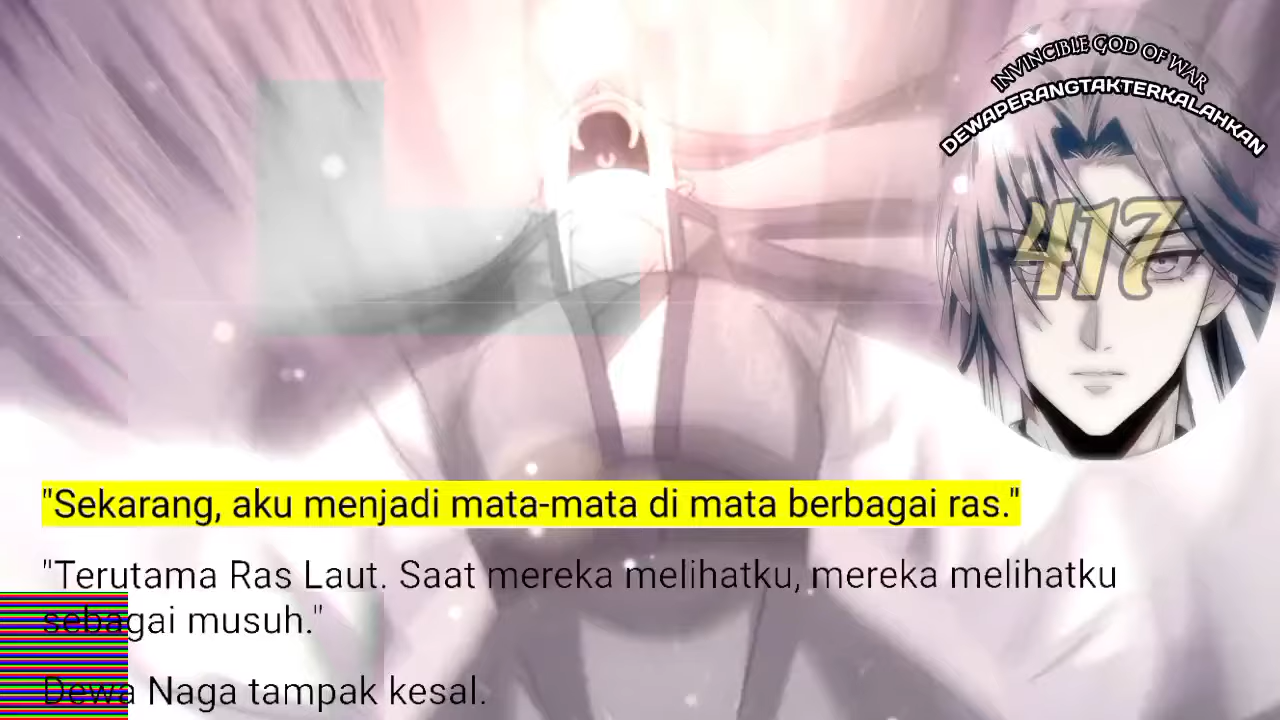 INVINCIBLE GOD OF WAR
DEWAPERANGTAKTERKALAHKAN
417
"Sekarang, aku menjadi mata-mata di mata berbagai ras."
"Terutama Ras Laut. Saat mereka melihatku, mereka melihatku
sebagai musuh."
Dewa Naga tampak kesal.